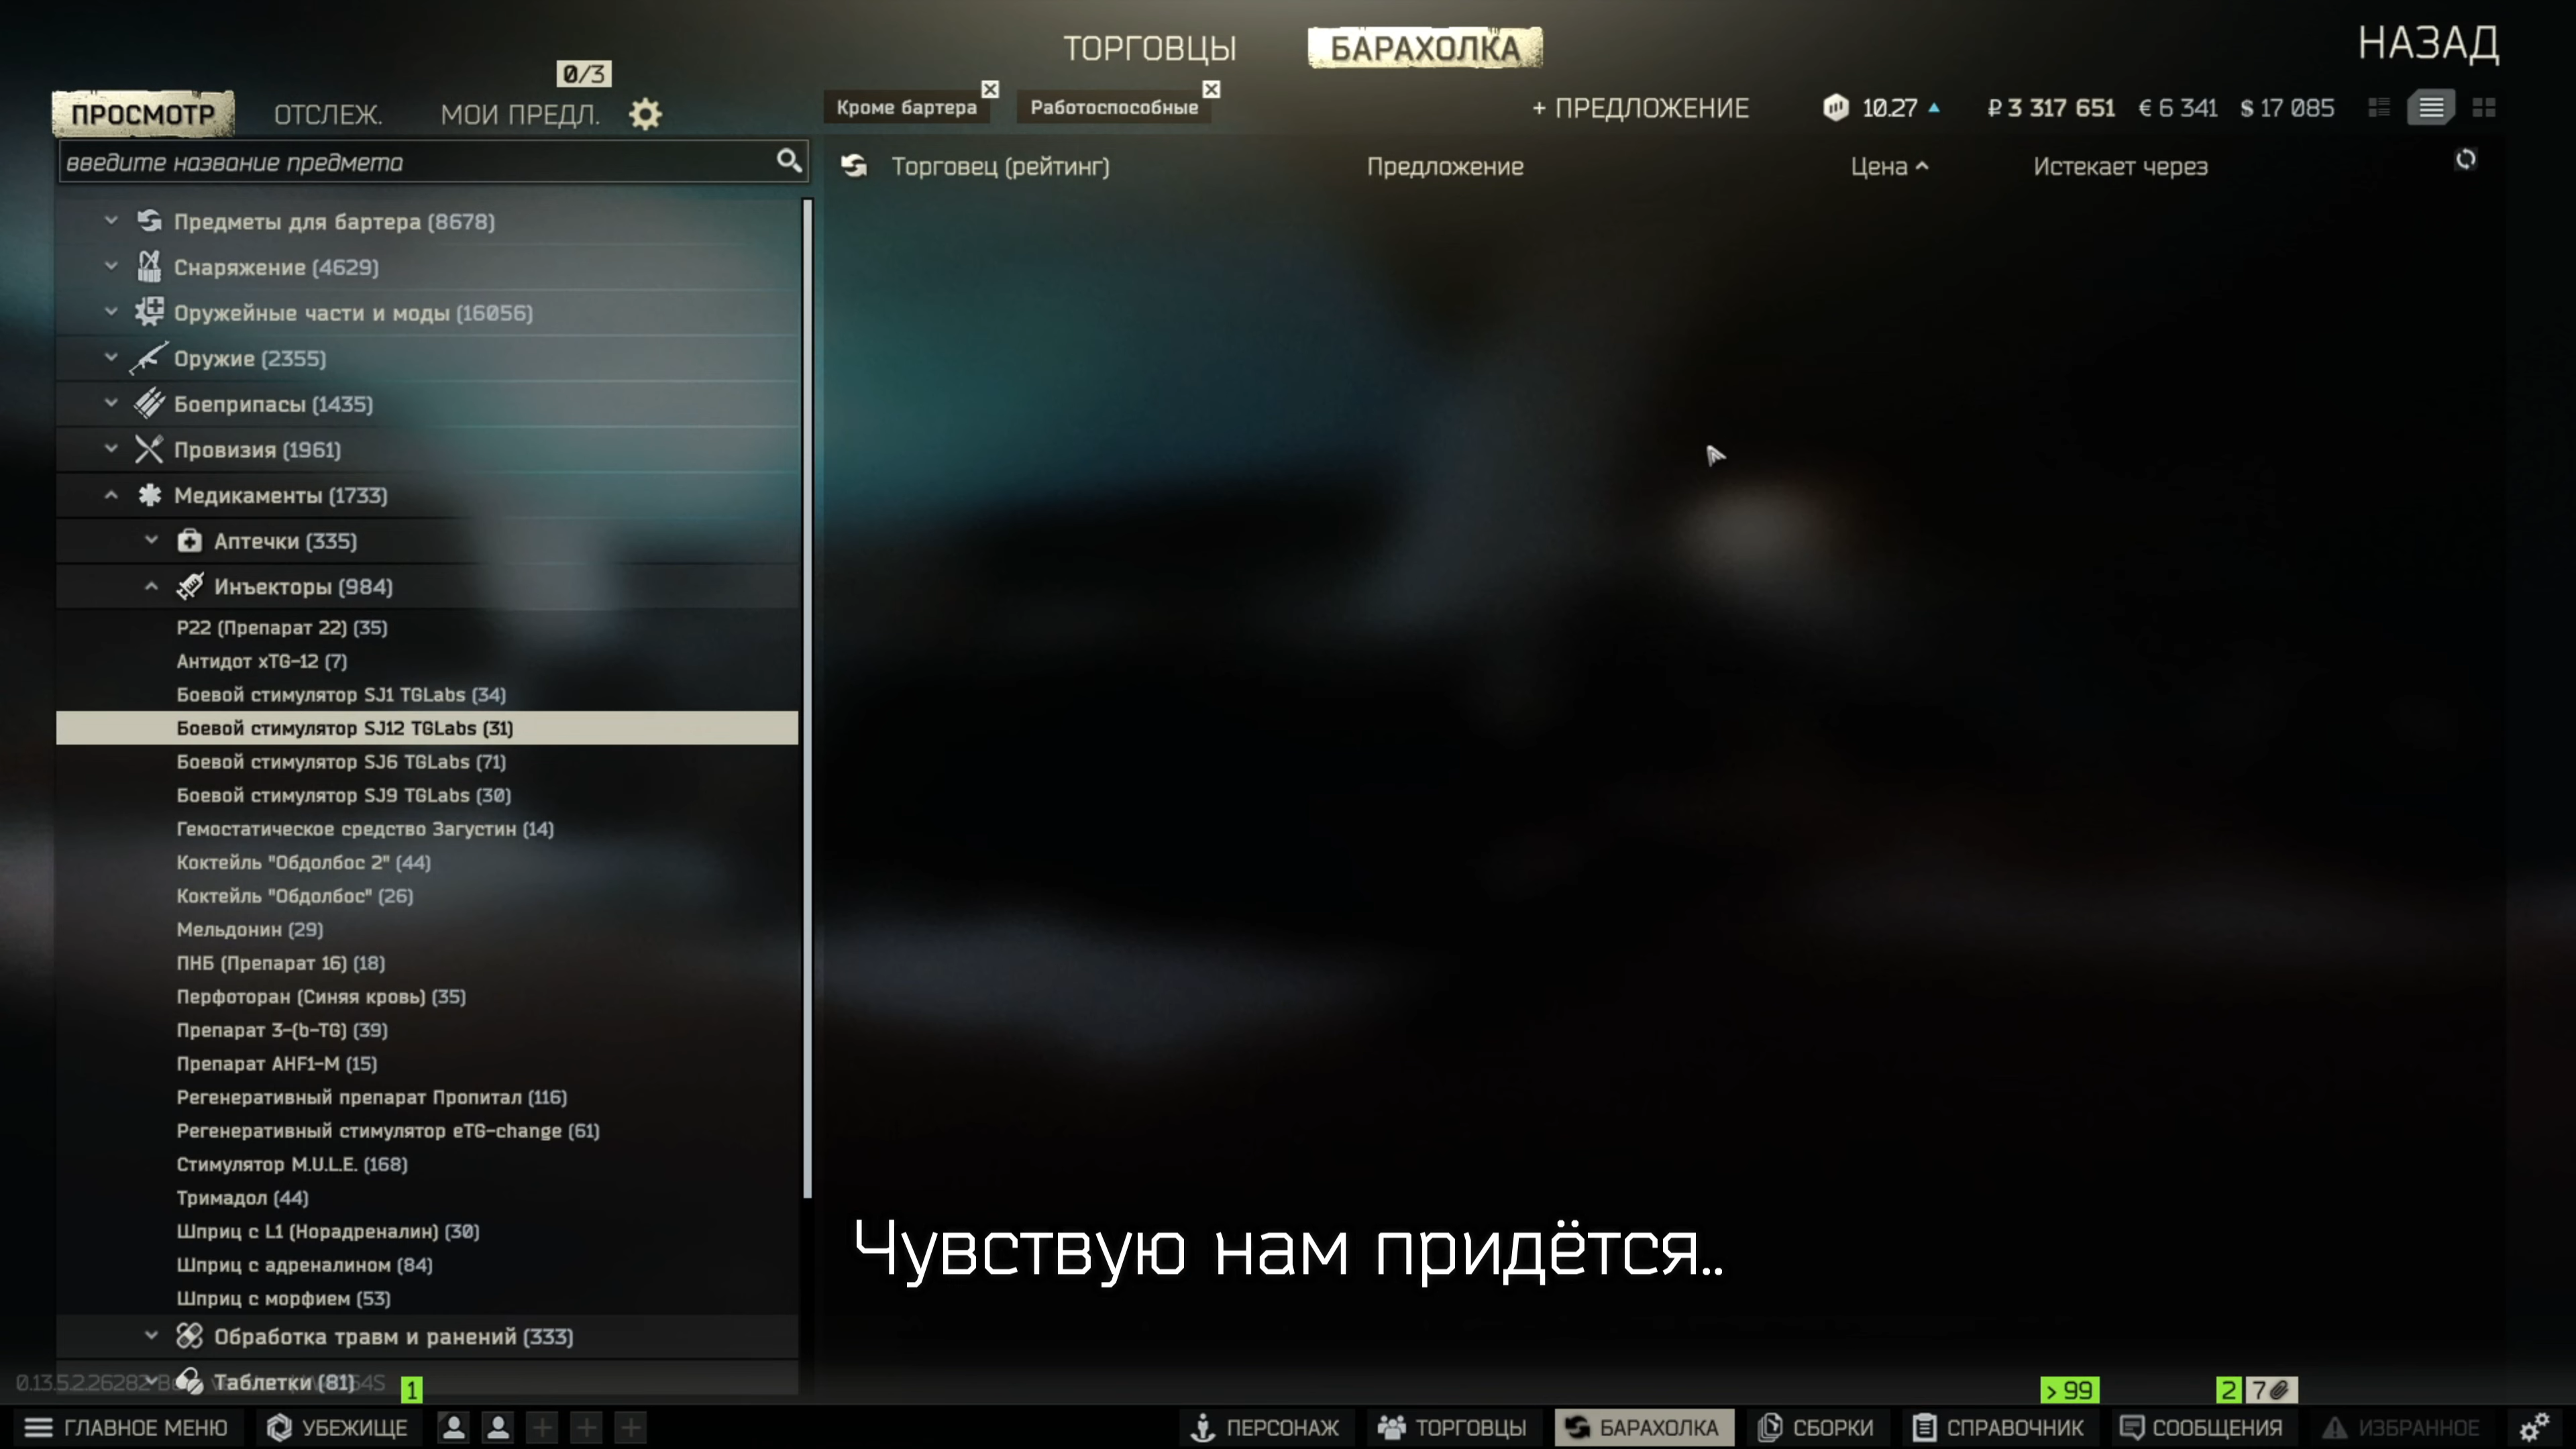 ТОРГОВЦЫ БАРАХОЛКА НАЗАД
0/3
ПРОСМОТР ОТСЛЕЖ. МОИ ПРЕДЛ. Кроме бартера Работоспособные + ПРЕДЛОЖЕНИЕ 10.27 ₽ 3 317 651 € 6 341 $ 17 085
введите название предмета
Торговец (рейтинг) Предложение Цена Истекает через
Предметы для бартера (8678)
Снаряжение (4629)
Оружейные части и моды (16056)
Оружие (2355)
Боеприпасы (1435)
Провизия (1961)
Медикаменты (1733)
Аптечки (335)
Инъекторы (984)
P22 (Препарат 22) (35)
Антидот xTG-12 (7)
Боевой стимулятор SJ1 TGLabs (34)
Боевой стимулятор SJ12 TGLabs (31)
Боевой стимулятор SJ6 TGLabs (71)
Боевой стимулятор SJ9 TGLabs (30)
Гемостатическое средство Загустин (14)
Коктейль "Обдолбос 2" (44)
Коктейль "Обдолбос" (26)
Мельдонин (29)
ПНБ (Препарат 16) (18)
Перфоторан (Синяя кровь) (35)
Препарат 3-(b-TG) (39)
Препарат AHF1-M (15)
Регенеративный препарат Пропитал (116)
Регенеративный стимулятор eTG-change (61)
Стимулятор M.U.L.E. (168)
Тримадол (44)
Шприц с L1 (Норадреналин) (30)
Шприц с адреналином (84)
Шприц с морфием (53)
Чувствую нам придётся..
Обработка травм и ранений (333)
Таблетки (81)
0.13.5.2.26282
1 > 99 2 7
ГЛАВНОЕ МЕНЮ УБЕЖИЩЕ ПЕРСОНАЖ ТОРГОВЦЫ БАРАХОЛКА СБОРКИ СПРАВОЧНИК СООБЩЕНИЯ ИЗБРАННОЕ